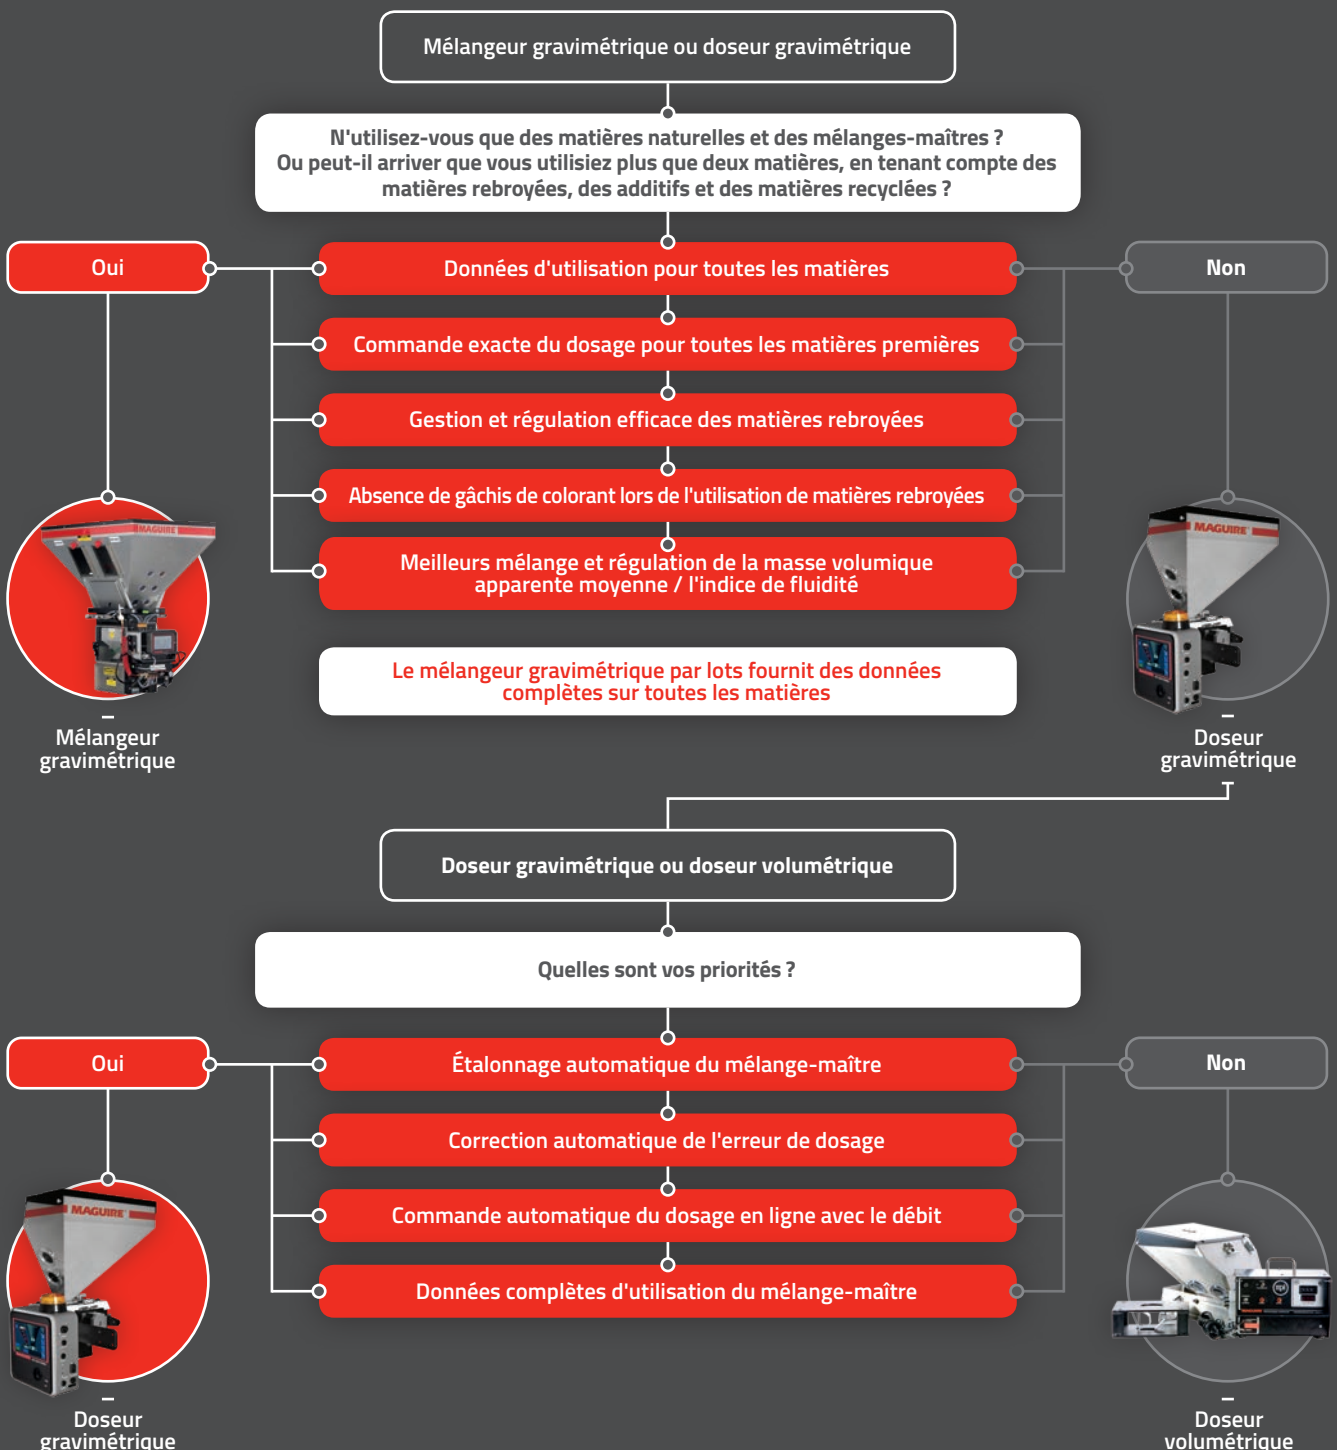 Mélangeur gravimétrique ou doseur gravimétrique
N'utilisez-vous que des matières naturelles et des mélanges-maîtres ?
Ou peut-il arriver que vous utilisiez plus que deux matières, en tenant compte des
matières rebroyées, des additifs et des matières recyclées ?
Oui
Données d'utilisation pour toutes les matières
Non
Commande exacte du dosage pour toutes les matières premières
Gestion et régulation efficace des matières rebroyées
Absence de gâchis de colorant lors de l'utilisation de matières rebroyées
Meilleurs mélange et régulation de la masse volumique
apparente moyenne / l'indice de fluidité
MAGUIRE
MAGUIRE
Le mélangeur gravimétrique par lots fournit des données
complètes sur toutes les matières
Mélangeur
gravimétrique
Doseur
gravimétrique
Doseur gravimétrique ou doseur volumétrique
Quelles sont vos priorités ?
Oui
Étalonnage automatique du mélange-maître
Non
Correction automatique de l'erreur de dosage
Commande automatique du dosage en ligne avec le débit
Données complètes d'utilisation du mélange-maître
MAGUIRE
Doseur
gravimétrique
Doseur
volumétrique